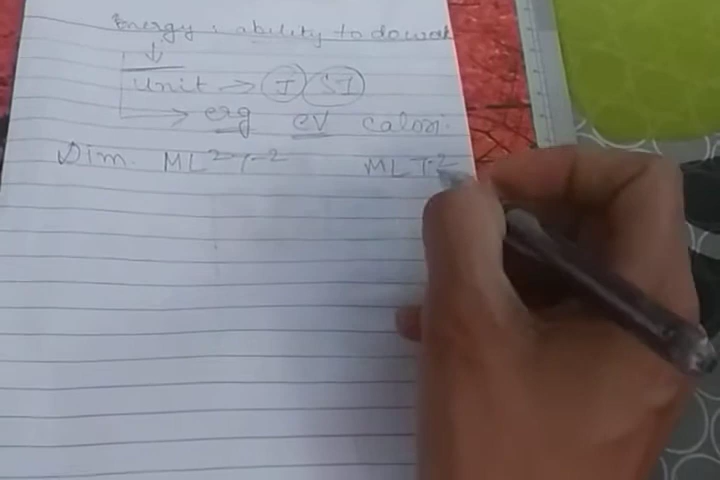 Energy : ability to do work
Unit → J SI
→ erg eV calori
Dim. ML²T⁻² MLT⁻²